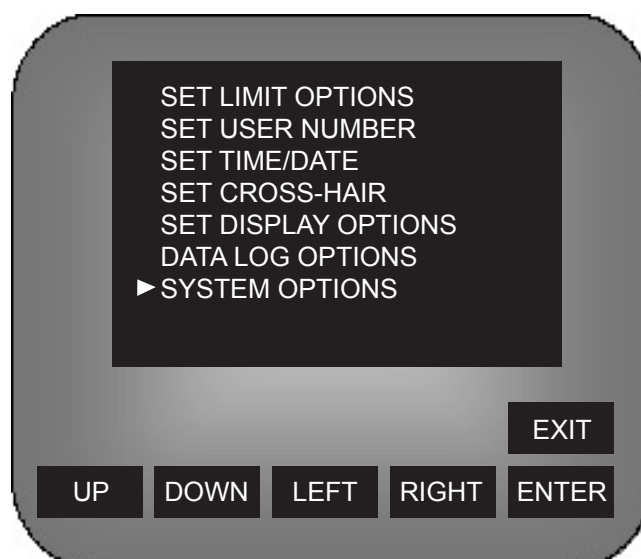 SET LIMIT OPTIONS
SET USER NUMBER
SET TIME/DATE
SET CROSS-HAIR
SET DISPLAY OPTIONS
DATA LOG OPTIONS
►SYSTEM OPTIONS
EXIT
UP DOWN LEFT RIGHT ENTER